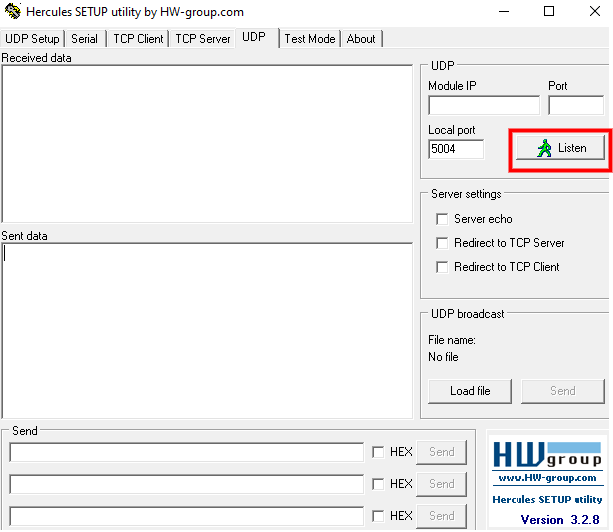 Hercules SETUP utility by HW-group.com
UDP Setup Serial TCP Client TCP Server UDP Test Mode About
Received data
UDP
Module IP Port
Local port
5004 Listen
Server settings
Server echo
Redirect to TCP Server
Redirect to TCP Client
Sent data
UDP broadcast
File name:
No file
Load file Send
Send
HEX Send
HEX Send
HEX Send
HWgroup
www.HW-group.com
Hercules SETUP utility
Version 3.2.8